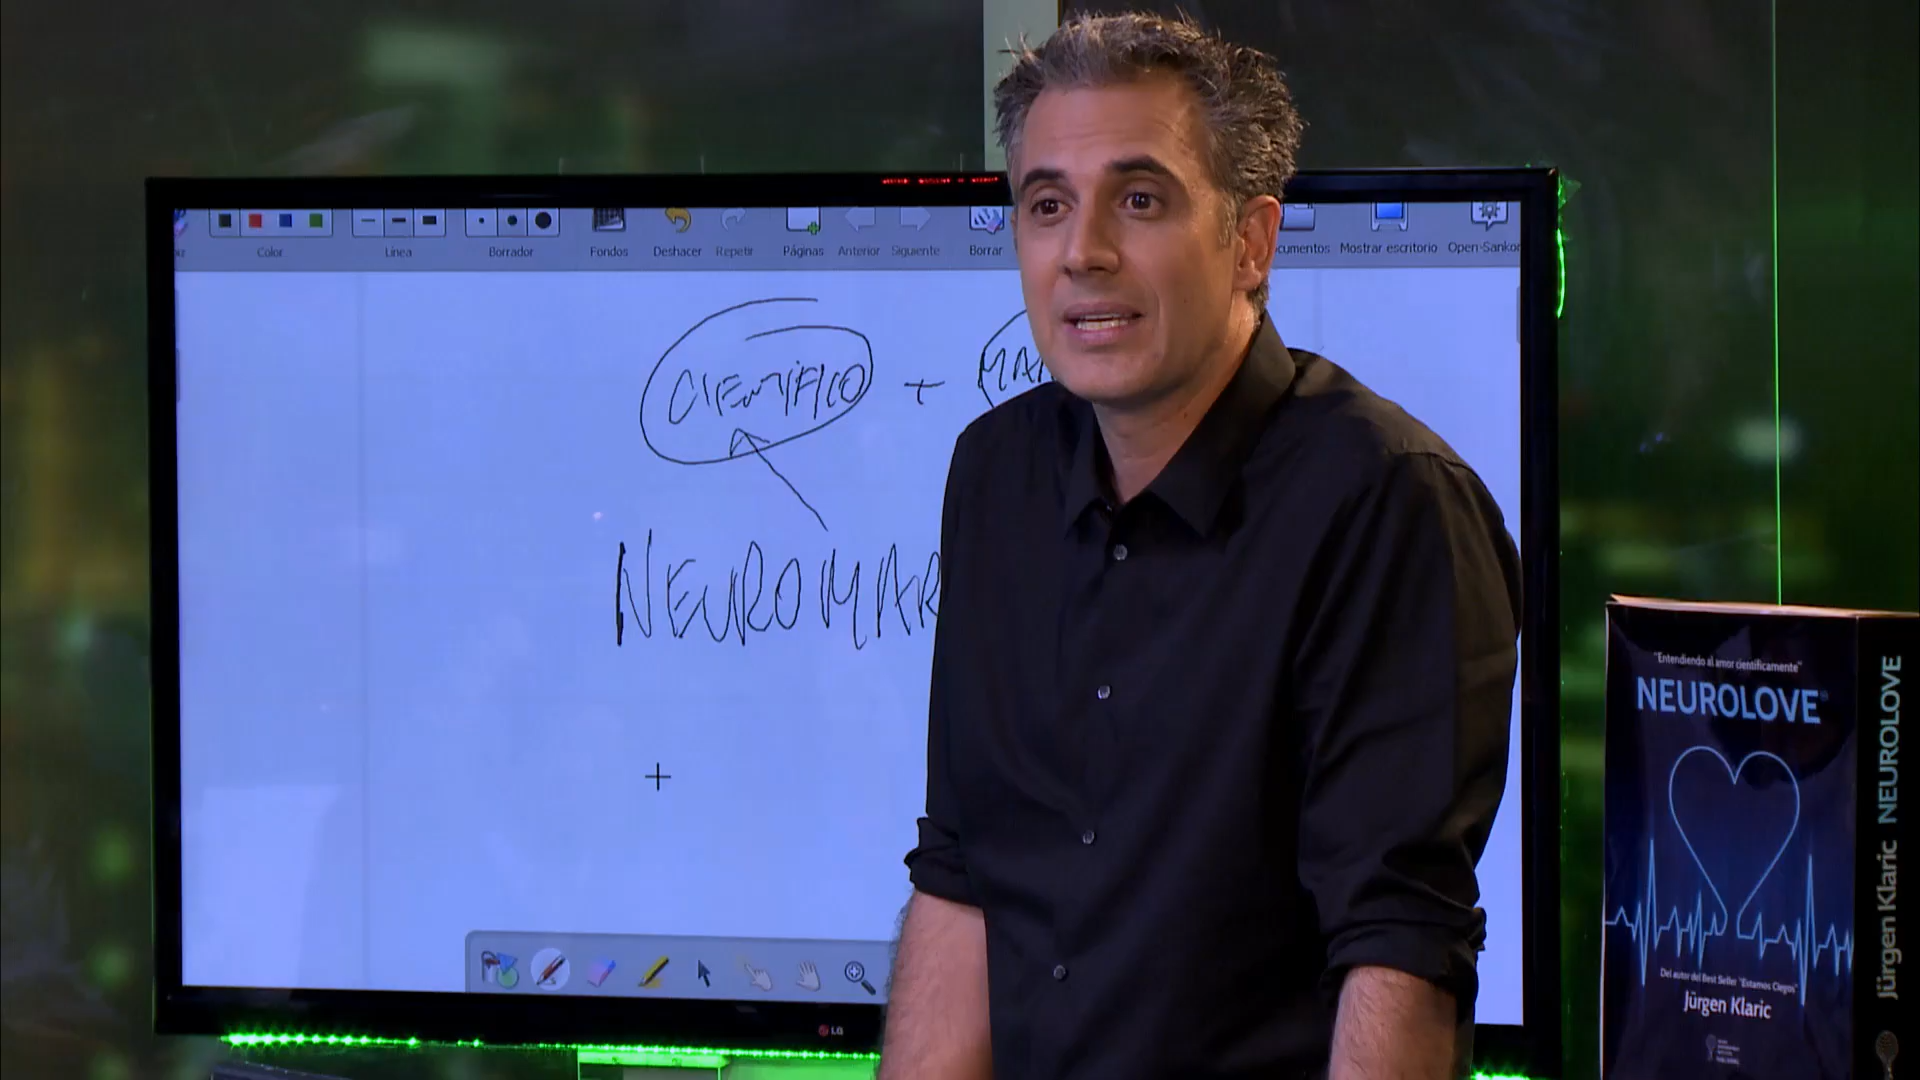 Color Línea Borrador Fondos Deshacer Repetir Páginas Anterior Siguiente Borrar Mostrar escritorio
CIENTIFICO +
NEUROMAR
LG
"Entendiendo al amor científicamente"
NEUROLOVE
Del autor del Best Seller "Estamos Ciegos"
Jürgen Klaric
Jürgen Klaric NEUROLOVE